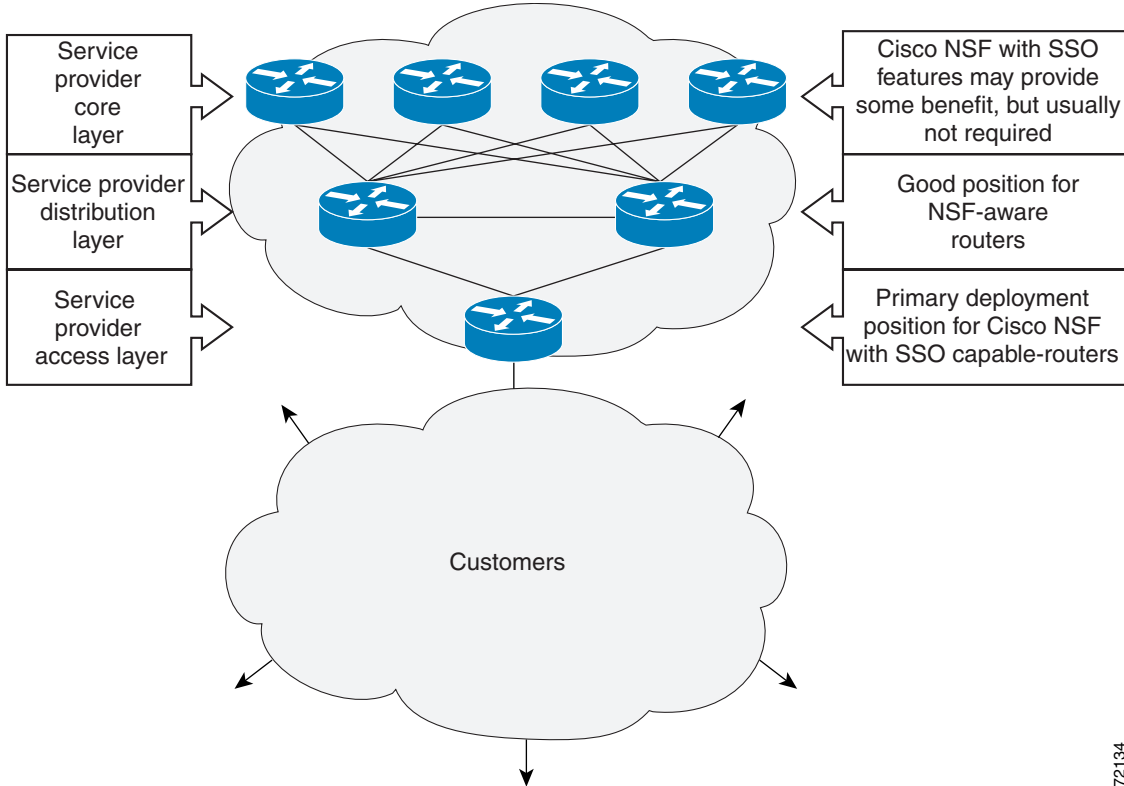 Service
provider
core
layer
Cisco NSF with SSO
features may provide
some benefit, but usually
not required
Service provider
distribution
layer
Good position for
NSF-aware
routers
Service
provider
access layer
Primary deployment
position for Cisco NSF
with SSO capable-routers
Customers
72134